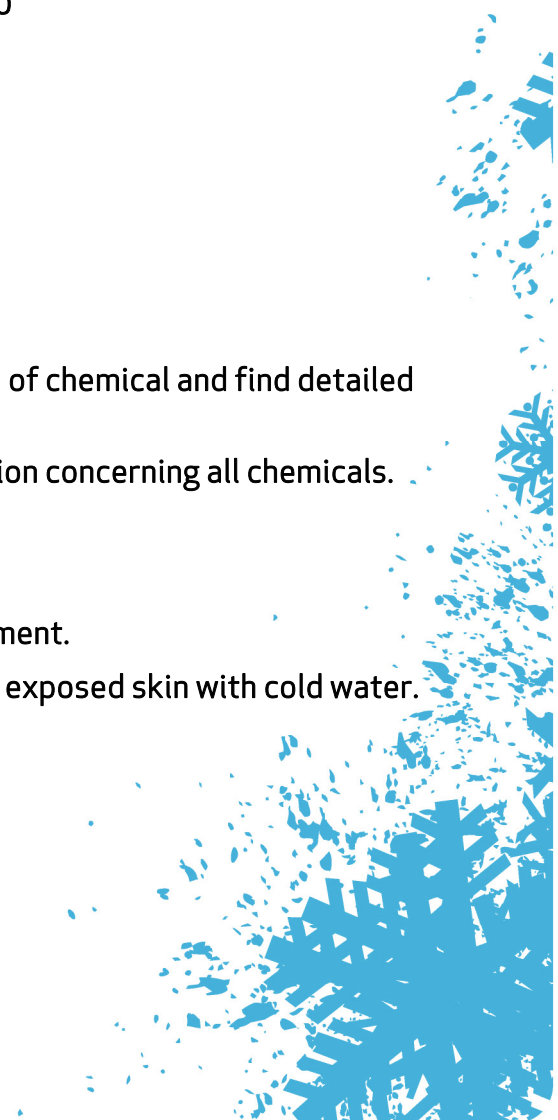 of chemical and find detailed
ion concerning all chemicals.
ment.
exposed skin with cold water.